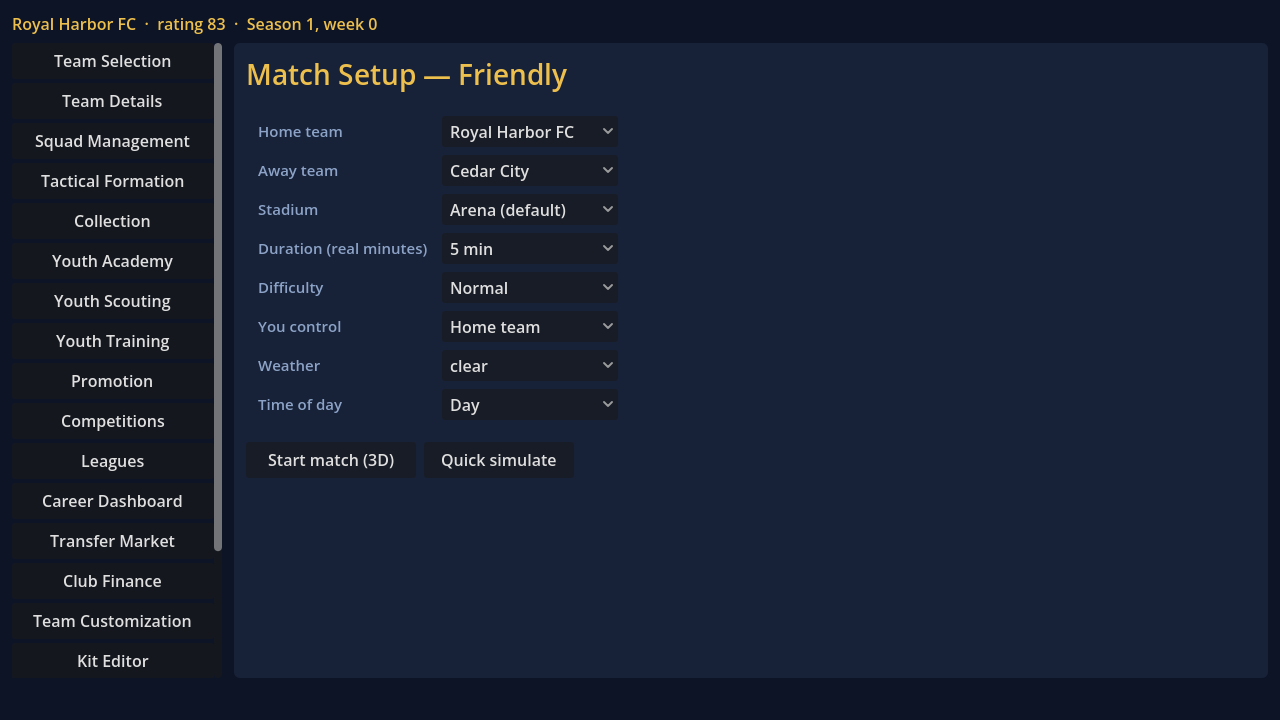 Royal Harbor FC · rating 83 · Season 1, week 0
Team Selection
Team Details
Squad Management
Tactical Formation
Collection
Youth Academy
Youth Scouting
Youth Training
Promotion
Competitions
Leagues
Career Dashboard
Transfer Market
Club Finance
Team Customization
Kit Editor
Match Setup — Friendly
Home team Royal Harbor FC
Away team Cedar City
Stadium Arena (default)
Duration (real minutes) 5 min
Difficulty Normal
You control Home team
Weather clear
Time of day Day
Start match (3D) Quick simulate